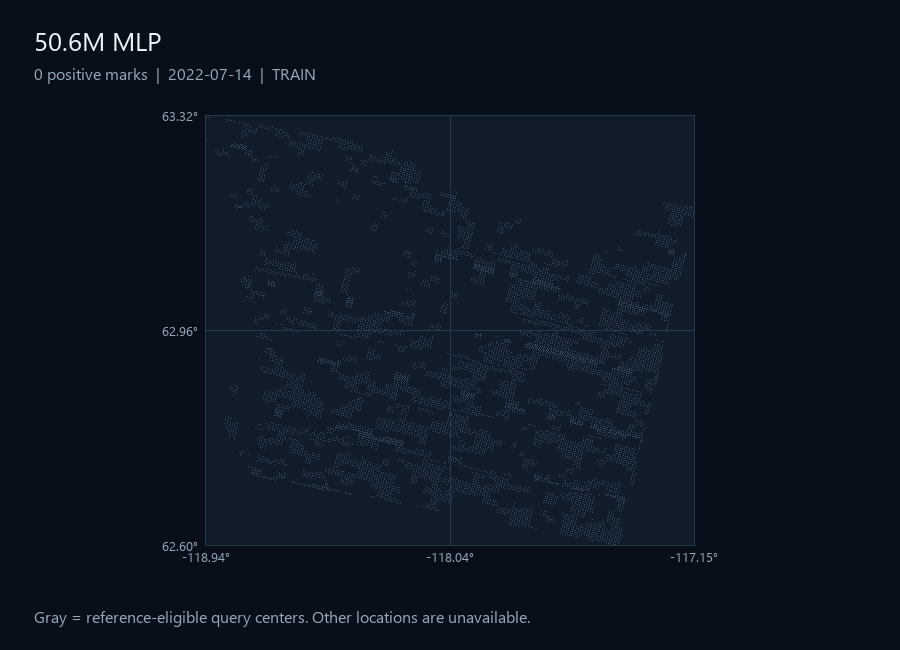 50.6M MLP
0 positive marks | 2022-07-14 | TRAIN
63.32°
62.96°
62.60°
-118.94° -118.04° -117.15°
Gray = reference-eligible query centers. Other locations are unavailable.